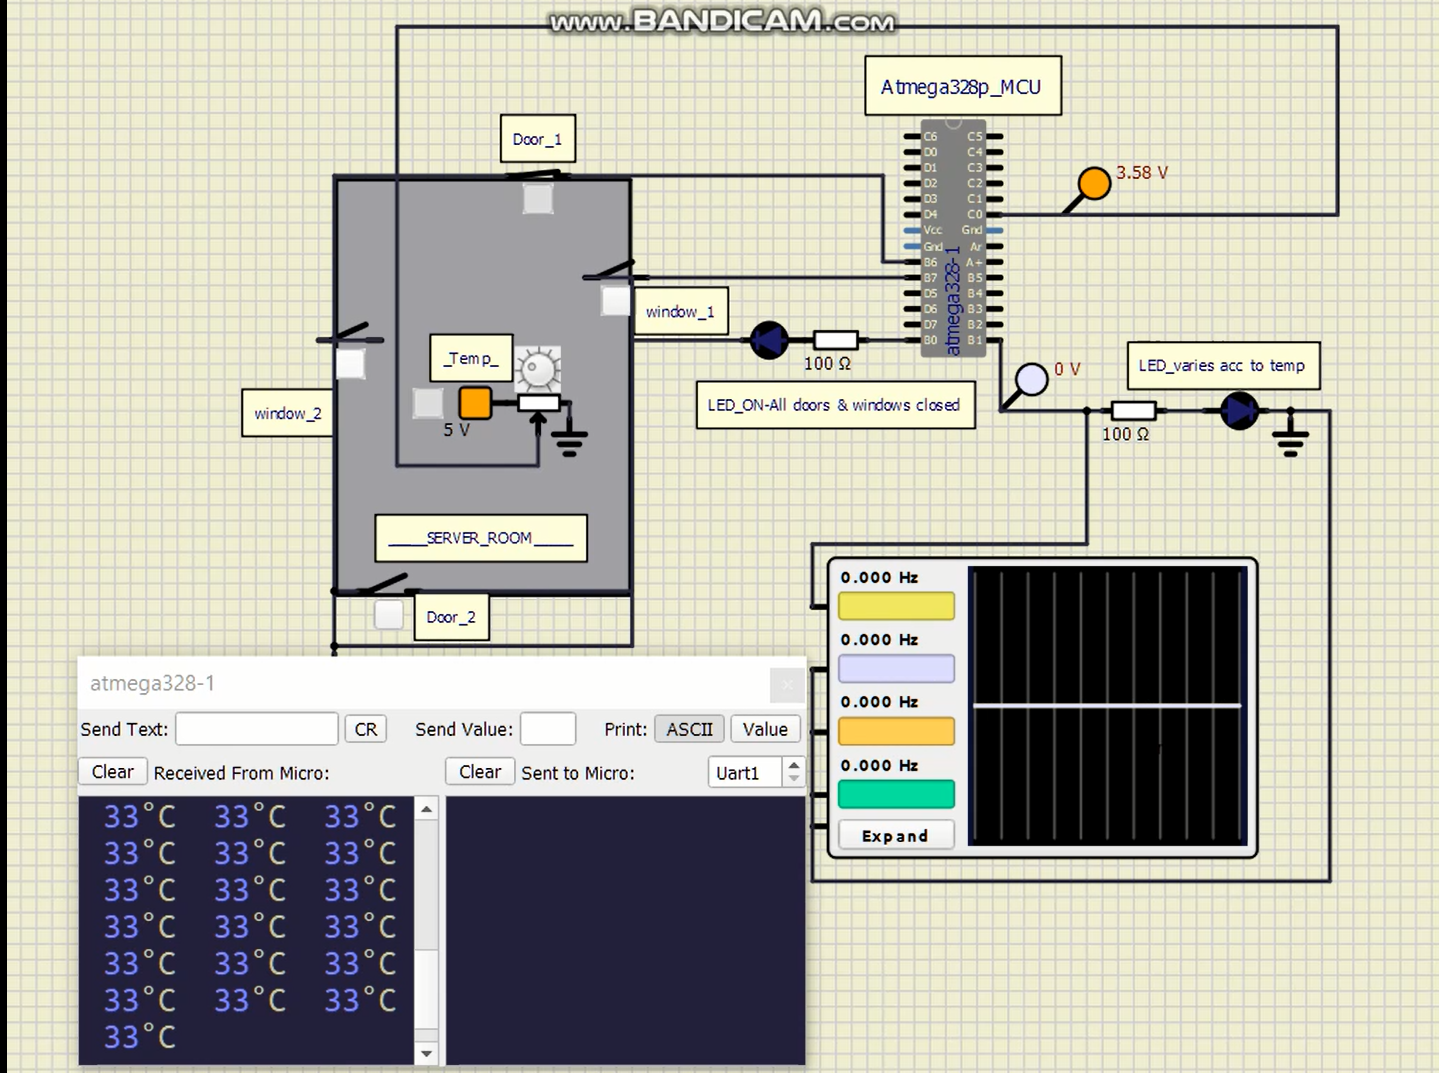 WWW.BANDICAM.COM
Atmega328p_MCU
Door_1
C6 C5
D0 C4
D1 C3
D2 C2
D3 C1
D4 C0
Vcc Gnd
Gnd Ar
B6 A+
B7 B5
D5 B4
D6 B3
D7 B2
B0 B1
atmega328-1
3.58 V
window_1
_Temp_
5 V
window_2
100 Ω
LED_ON-All doors & windows closed
0 V
LED_varies acc to temp
100 Ω
_____SERVER_ROOM_____
Door_2
0.000 Hz
0.000 Hz
0.000 Hz
0.000 Hz
Expand
atmega328-1
Send Text: CR Send Value: Print: ASCII Value
Clear Received From Micro: Clear Sent to Micro: Uart1
33°C 33°C 33°C
33°C 33°C 33°C
33°C 33°C 33°C
33°C 33°C 33°C
33°C 33°C 33°C
33°C 33°C 33°C
33°C